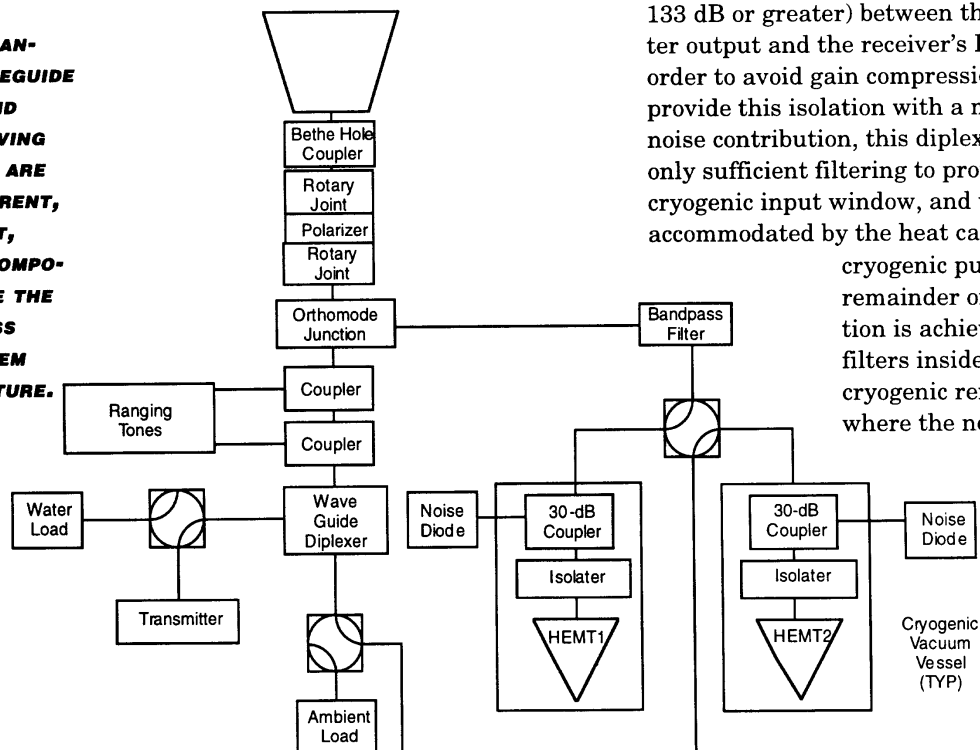 AN-
EGUIDE
ID
VING
ARE
RENT,
T,
OMPO-
E THE
SS
EM
TURE.
133 dB or greater) between th
ter output and the receiver's
order to avoid gain compressi
provide this isolation with a
noise contribution, this diplex
only sufficient filtering to pro
cryogenic input window, and
accommodated by the heat ca
cryogenic pu
remainder o
tion is achie
filters inside
cryogenic re
where the
Bethe Hole
Coupler
Rotary
Joint
Polarizer
Rotary
Joint
Orthomode
Junction
Bandpass
Filter
Coupler
Ranging
Tones
Coupler
Water
Load
Wave
Guide
Diplexer
Noise
Diode
30-dB
Coupler
30-dB
Coupler
Noise
Diode
Isolater
Isolater
Transmitter
HEMT1
HEMT2
Cryogenic
Vacuum
Vessel
(TYP)
Ambient
Load